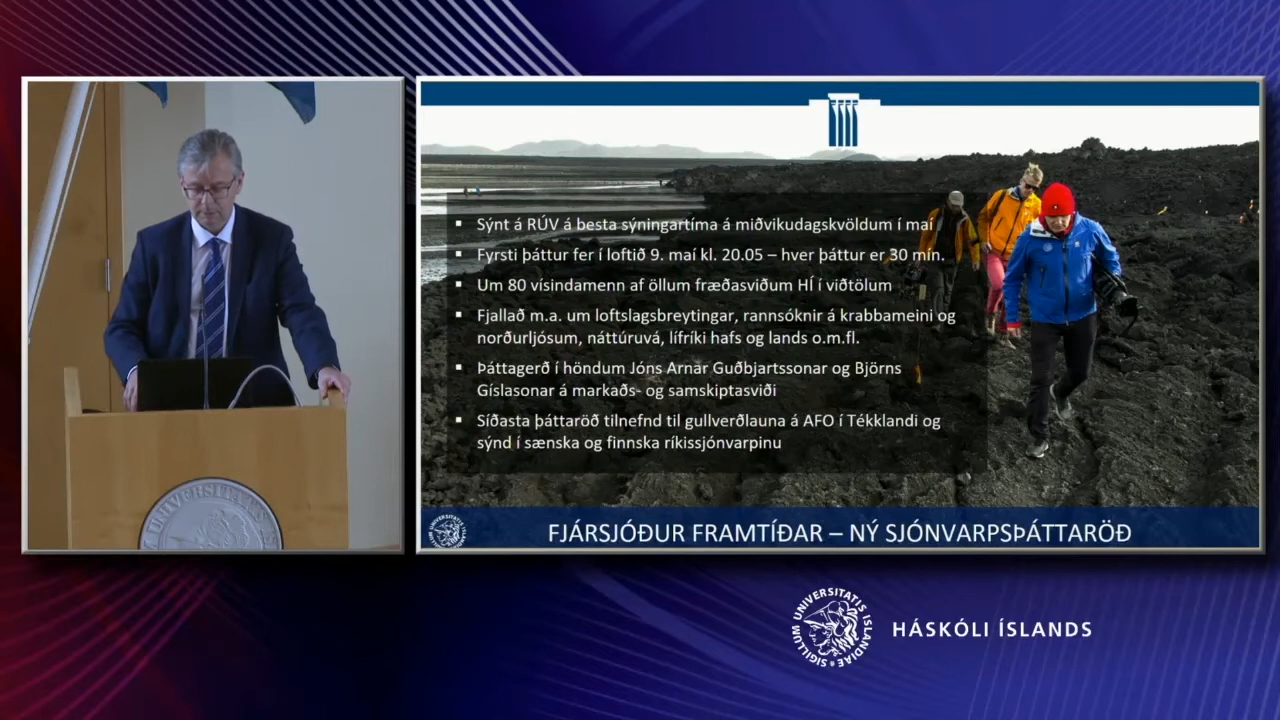 ▪ Sýnt á RÚV á besta sýningartíma á miðvikudagskvöldum í maí
▪ Fyrsti þáttur fer í loftið 9. maí kl. 20.05 – hver þáttur er 30 mín.
▪ Um 80 vísindamenn af öllum fræðasviðum HÍ í viðtölum
▪ Fjallað m.a. um loftslagsbreytingar, rannsóknir á krabbameini og
norðurljósum, náttúruvá, lífríki hafs og lands o.m.fl.
▪ Þáttagerð í höndum Jóns Arnar Guðbjartssonar og Björns
Gíslasonar á markaðs- og samskiptasviði
▪ Síðasta þáttaröð tilnefnd til gullverðlauna á AFO í Tékklandi og
sýnd í sænska og finnska ríkissjónvarpinu
FJÁRSJÓÐUR FRAMTÍÐAR – NÝ SJÓNVARPSÞÁTTARÖÐ
UNIVERSITATIS
SIGILLUM UNIVERSITATIS ISLANDIAE
HÁSKÓLI ÍSLANDS